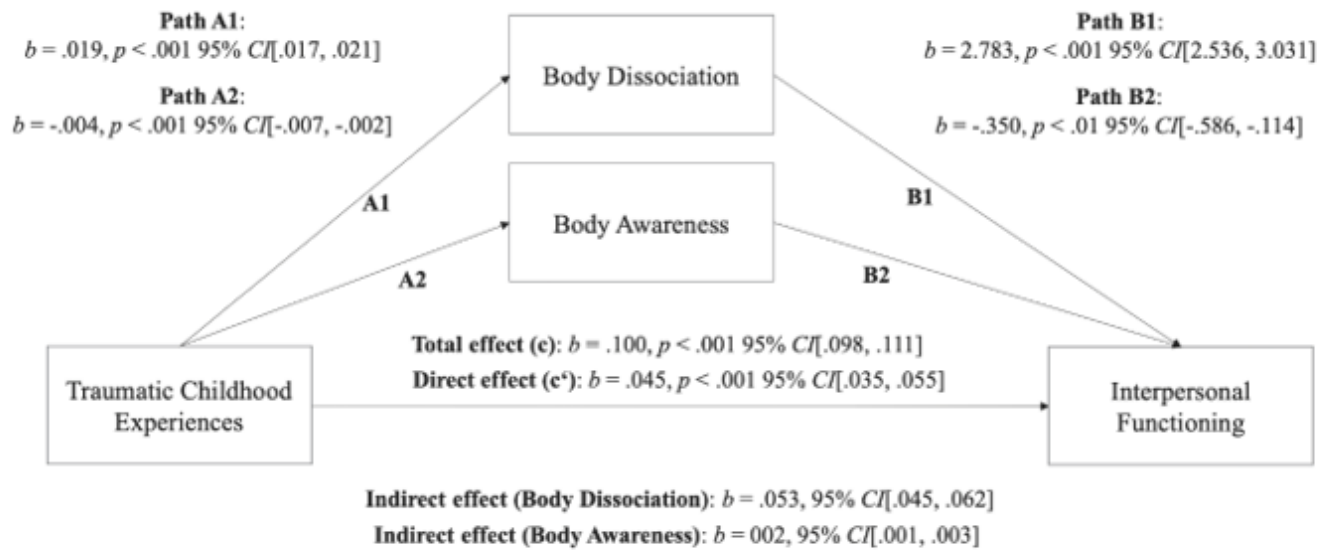 Path A1:
b = .019, p < .001 95% CI[.017, .021]
Path A2:
b = -.004, p < .001 95% CI[-.007, -.002]
Body Dissociation
Path B1:
b = 2.783, p < .001 95% CI[2.536, 3.031]
Path B2:
b = -.350, p < .01 95% CI[-.586, -.114]
A1
B1
Body Awareness
A2
B2
Total effect (c): b = .100, p < .001 95% CI[.098, .111]
Direct effect (c‘): b = .045, p < .001 95% CI[.035, .055]
Traumatic Childhood
Experiences
Interpersonal
Functioning
Indirect effect (Body Dissociation): b = .053, 95% CI[.045, .062]
Indirect effect (Body Awareness): b = 002, 95% CI[.001, .003]